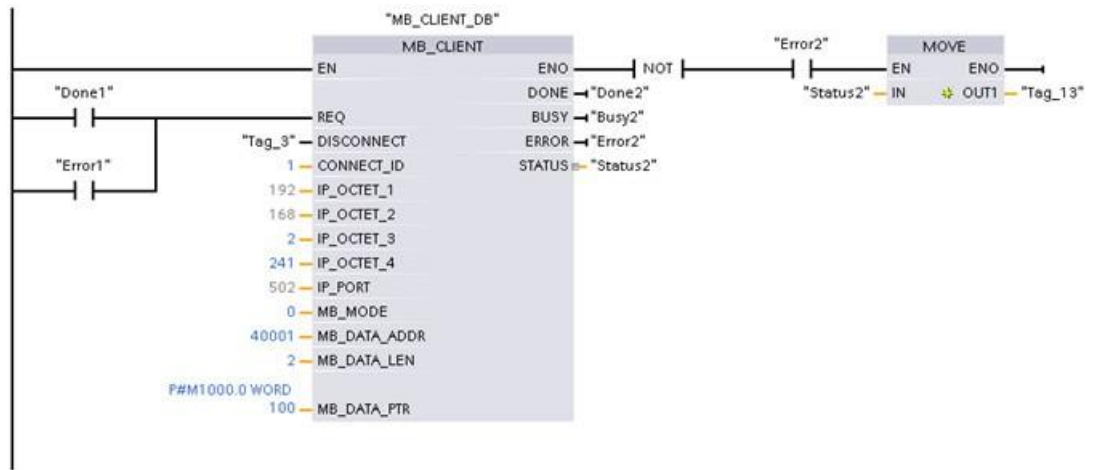 "MB_CLIENT_DB"
MB_CLIENT
"Error2"
MOVE
EN
ENO
NOT
EN
ENO
"Done1"
DONE
"Done2"
"Status2"
IN
OUT1
"Tag_13"
REQ
BUSY
"Busy2"
"Tag_3"
DISCONNECT
ERROR
"Error2"
"Error1"
1
CONNECT_ID
STATUS
"Status2"
192
IP_OCTET_1
168
IP_OCTET_2
2
IP_OCTET_3
241
IP_OCTET_4
502
IP_PORT
0
MB_MODE
40001
MB_DATA_ADDR
2
MB_DATA_LEN
P#M1000.0 WORD
100
MB_DATA_PTR